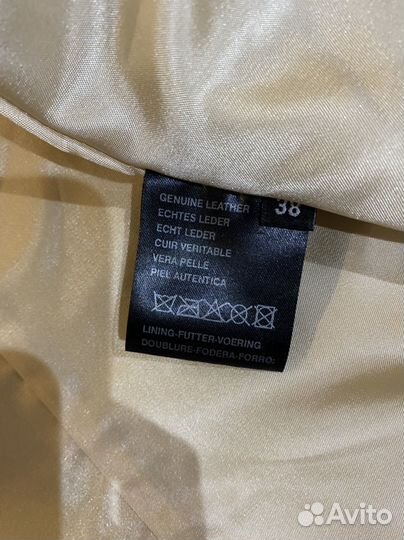 38
GENUINE LEATHER
ECHTES LEDER
ECHT LEDER
CUIR VERITABLE
VERA PELLE
PIEL AUTENTICA
LINING-FUTTER-VOERING
DOUBLURE-FODERA-FORRO:
Avito